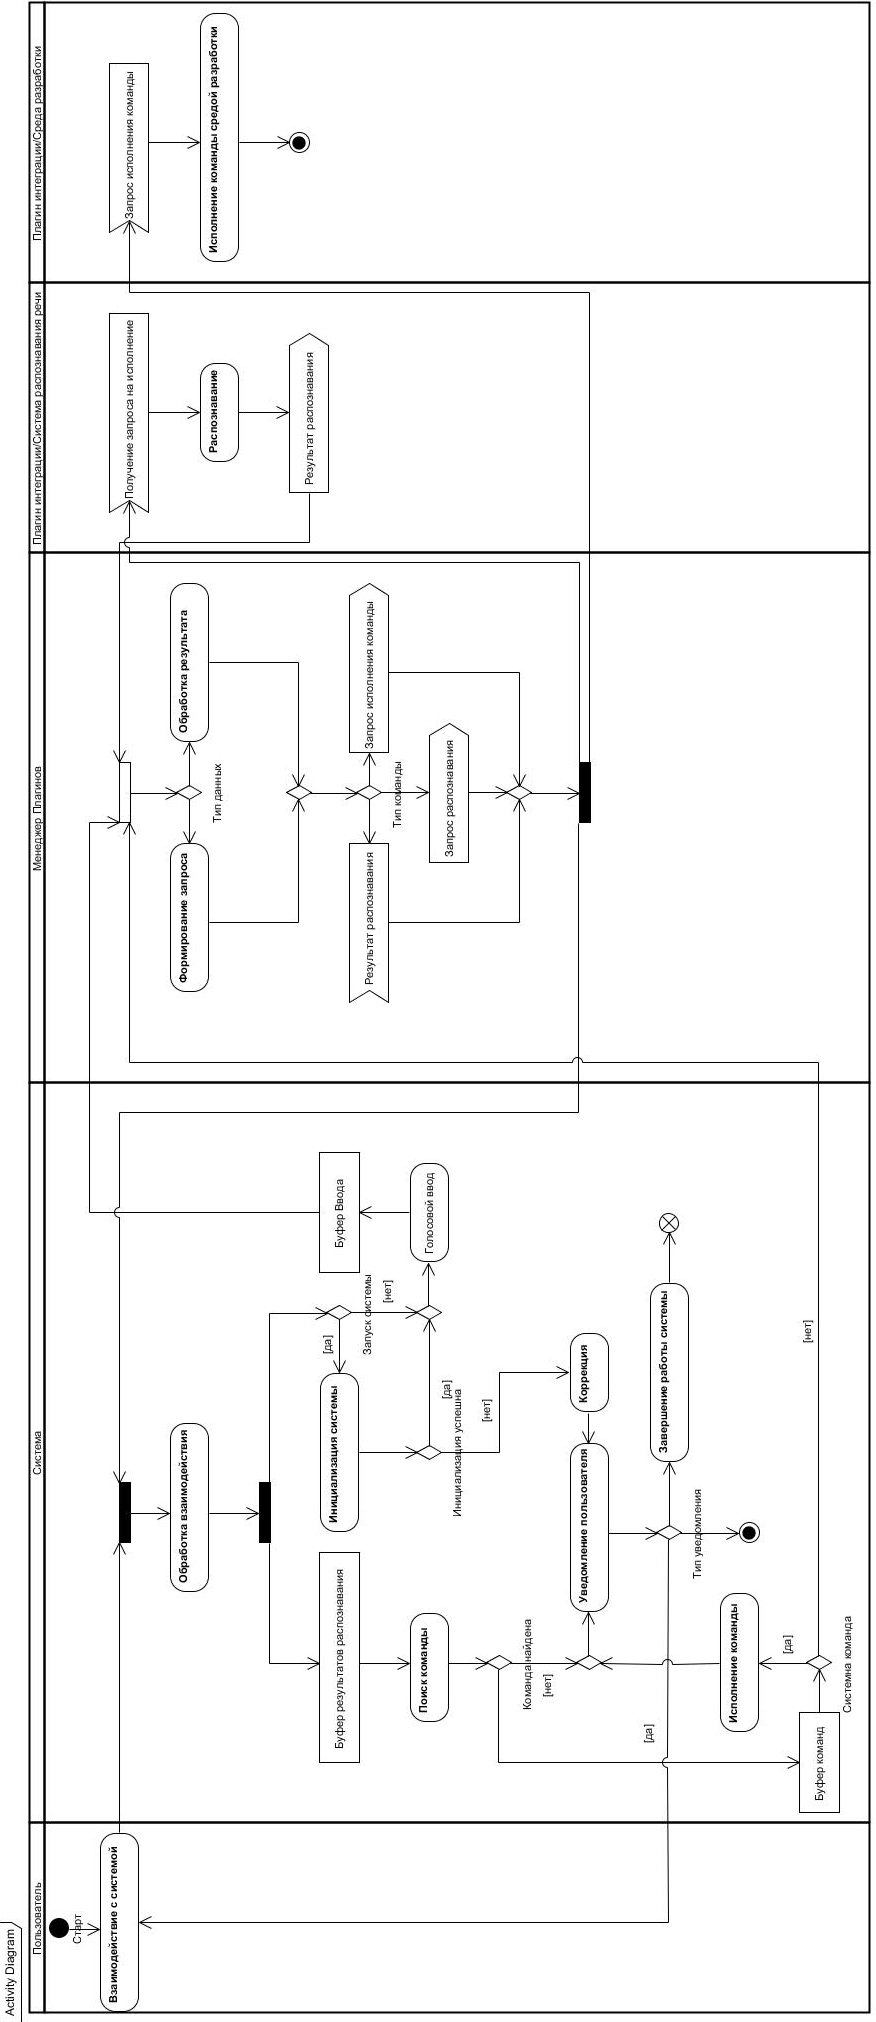 Activity Diagram
Пользователь
Старт
Взаимодействие с системой
Система
Обработка взаимодействия
Буфер результатов распознавания
Поиск команды
Команда найдена
[нет]
[да]
Буфер команд
Системна команда
[да]
[нет]
Исполнение команды
Уведомление пользователя
Тип уведомления
Завершение работы системы
Коррекция
Инициализация системы
Инициализация успешна
[да]
[нет]
Запуск системы
[да]
[нет]
Голосовой ввод
Буфер Ввода
Менеджер Плагинов
Формирование запроса
Обработка результата
Тип данных
Результат распознавания
Запрос распознавания
Запрос исполнения команды
Тип команды
Плагин интеграции/Система распознавания речи
Получение запроса на исполнение
Распознавание
Результат распознавания
Плагин интеграции/Среда разработки
Запрос исполнения команды
Исполнение команды средой разработки